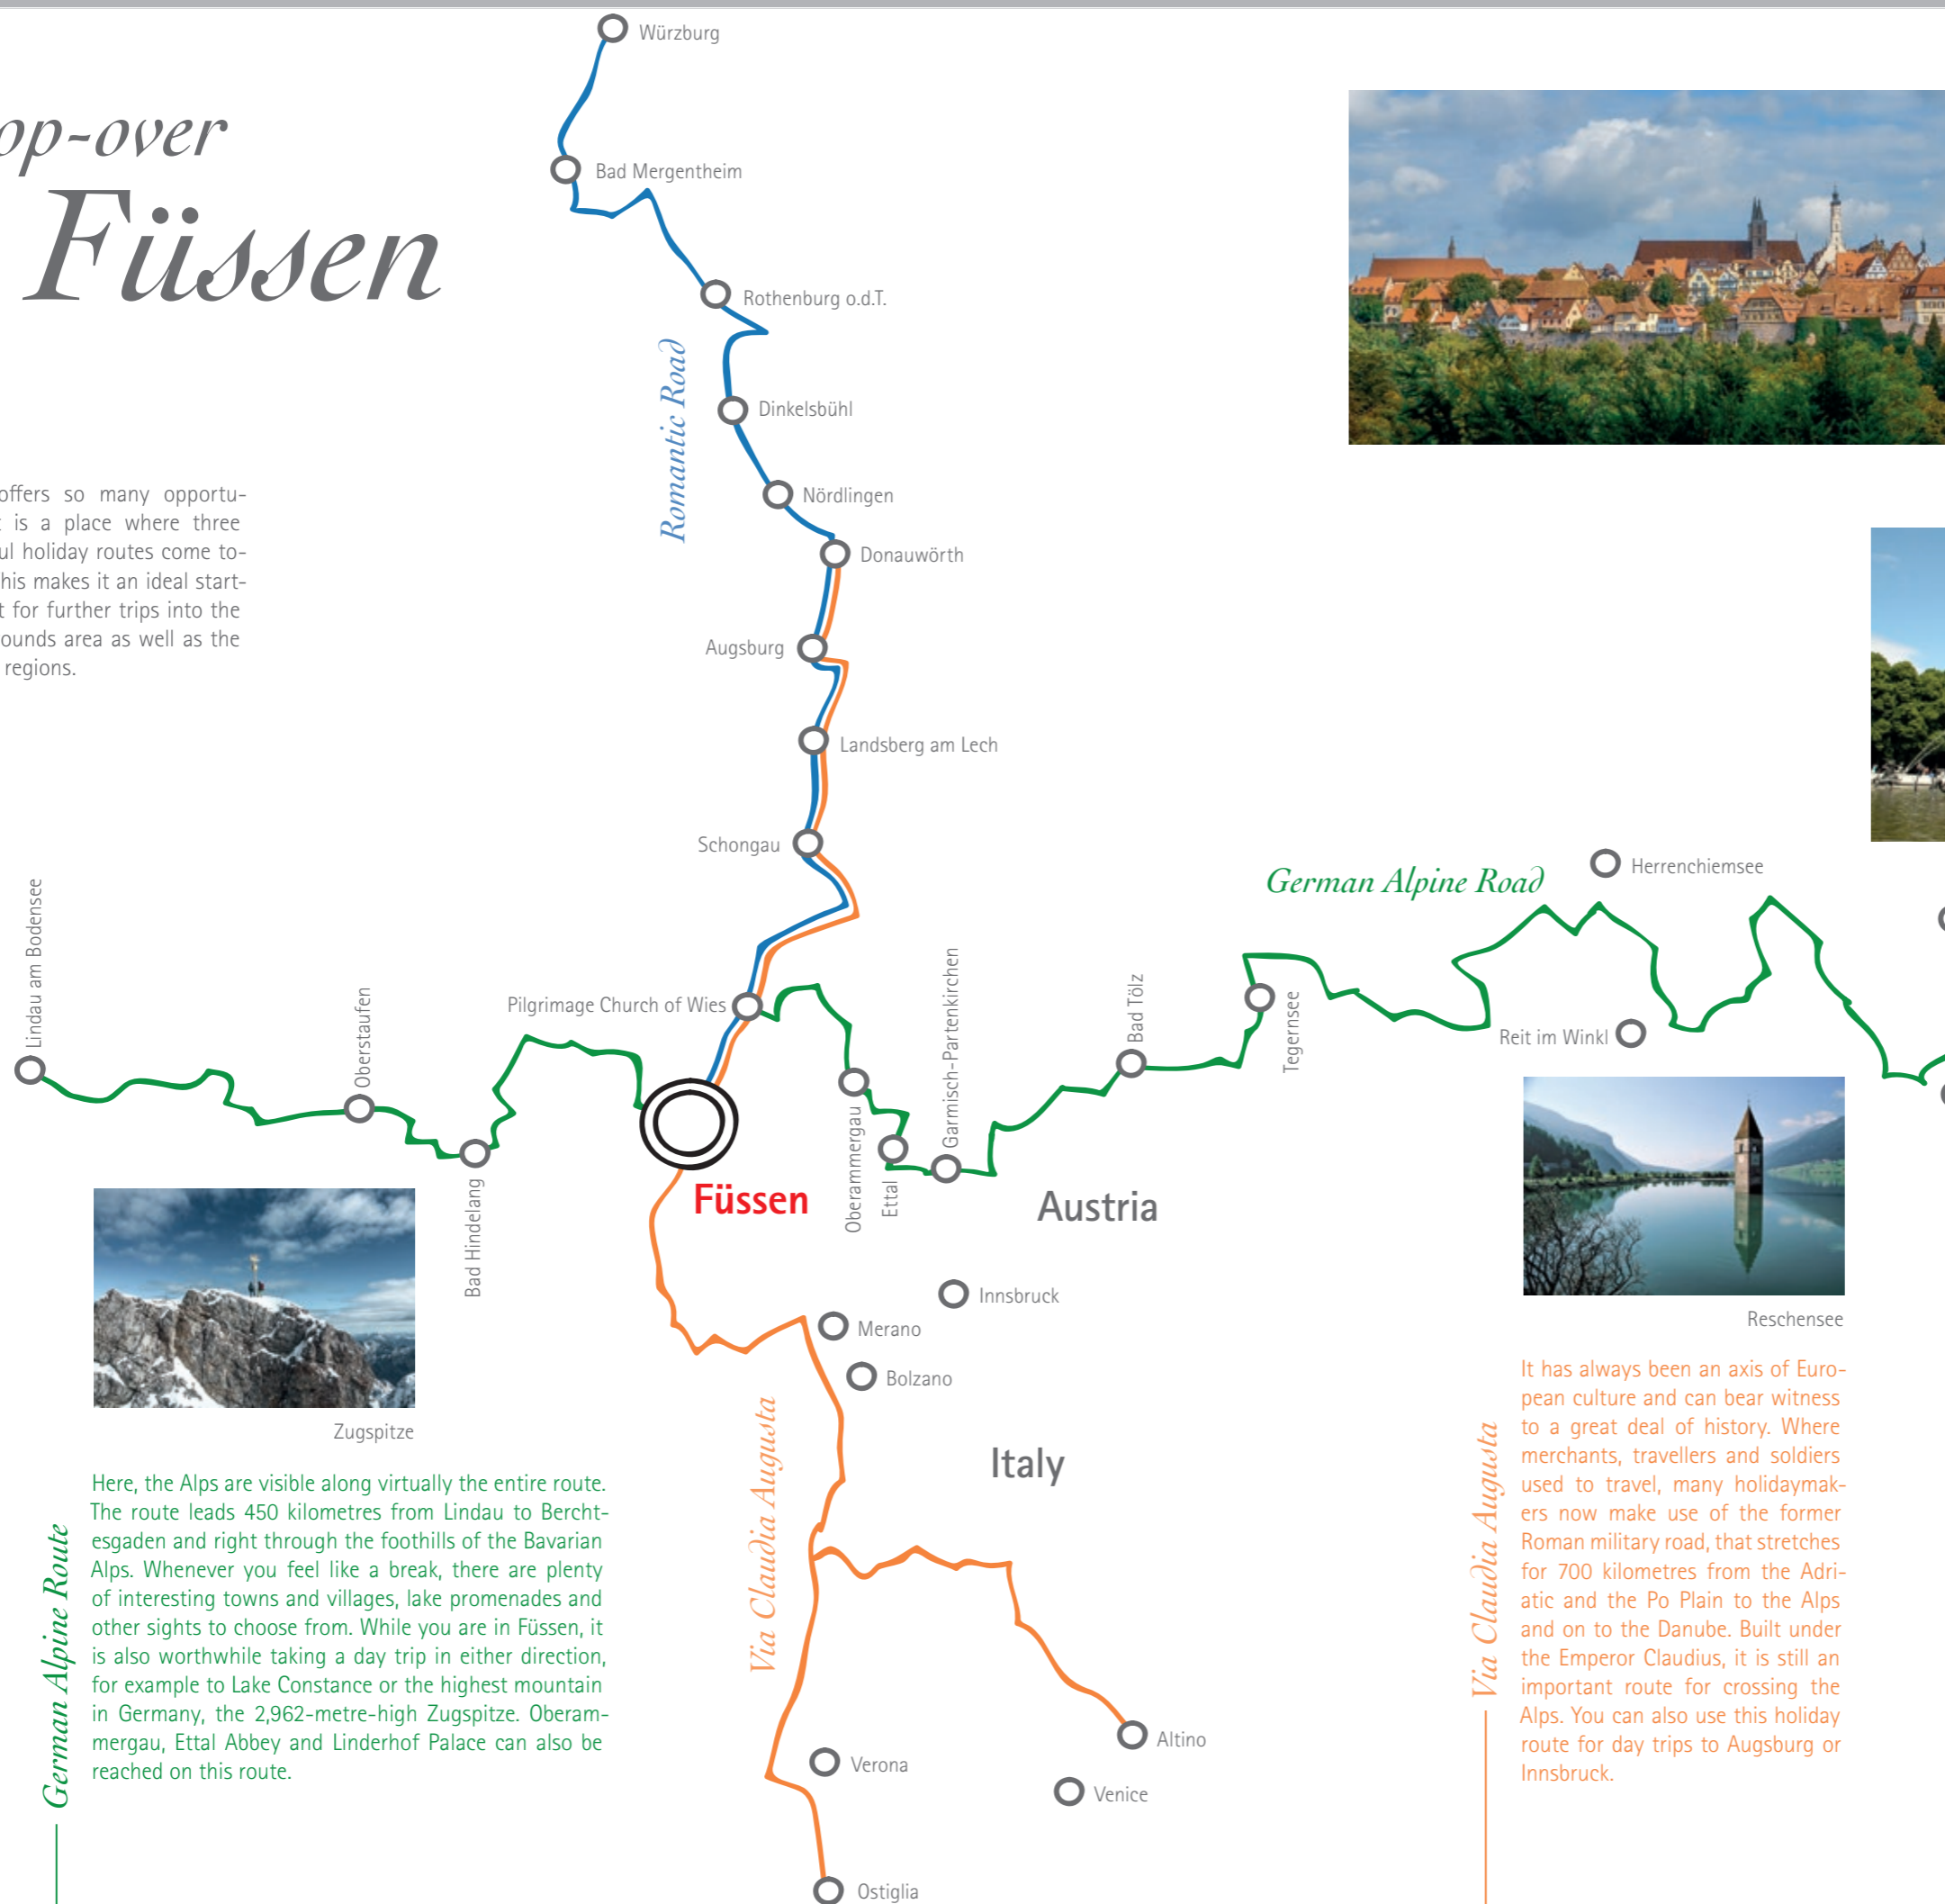 Würzburg
op-over
Füssen
Bad Mergentheim
Rothenburg o.d.T.
Romantic Road
Dinkelsbühl
Nördlingen
Donauwörth
offers so many opportu-
is a place where three
ul holiday routes come to-
his makes it an ideal start-
t for further trips into the
ounds area as well as the
regions.
Augsburg
Landsberg am Lech
Schongau
German Alpine Road
Herrenchiemsee
Lindau am Bodensee
Oberstaufen
Pilgrimage Church of Wies
Garmisch-Partenkirchen
Bad Tölz
Tegernsee
Reit im Winkl
Füssen
Oberammergau
Ettal
Bad Hindelang
Austria
Innsbruck
Merano
Bolzano
Italy
Via Claudia Augusta
Altino
Verona
Venice
Ostiglia
Zugspitze
German Alpine Route
Here, the Alps are visible along virtually the entire route.
The route leads 450 kilometres from Lindau to Bercht-
esgaden and right through the foothills of the Bavarian
Alps. Whenever you feel like a break, there are plenty
of interesting towns and villages, lake promenades and
other sights to choose from. While you are in Füssen, it
is also worthwhile taking a day trip in either direction,
for example to Lake Constance or the highest mountain
in Germany, the 2,962-metre-high Zugspitze. Oberam-
mergau, Ettal Abbey and Linderhof Palace can also be
reached on this route.
Reschensee
Via Claudia Augusta
It has always been an axis of Euro-
pean culture and can bear witness
to a great deal of history. Where
merchants, travellers and soldiers
used to travel, many holidaymak-
ers now make use of the former
Roman military road, that stretches
for 700 kilometres from the Adri-
atic and the Po Plain to the Alps
and on to the Danube. Built under
the Emperor Claudius, it is still an
important route for crossing the
Alps. You can also use this holiday
route for day trips to Augsburg or
Innsbruck.